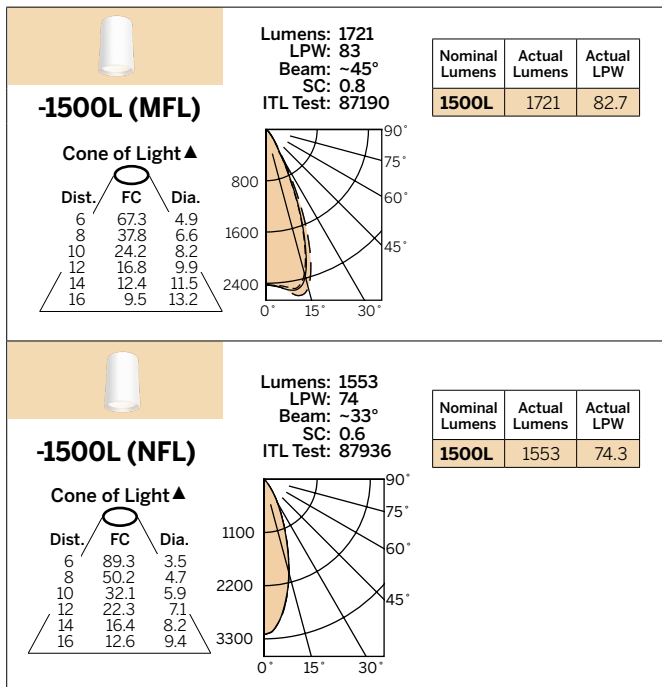 -1500L (MFL)
Cone of Light▲
Dist. FC Dia.
6 67.3 4.9
8 37.8 6.6
10 24.2 8.2
12 16.8 9.9
14 12.4 11.5
16 9.5 13.2
Lumens: 1721
LPW: 83
Beam: ~45°
SC: 0.8
ITL Test: 87190
90°
75°
60°
45°
800
1600
2400
0° 15° 30°
Nominal Lumens Actual Lumens Actual LPW
1500L 1721 82.7
-1500L (NFL)
Cone of Light▲
Dist. FC Dia.
6 89.3 3.5
8 50.2 4.7
10 32.1 5.9
12 22.3 7.1
14 16.4 8.2
16 12.6 9.4
Lumens: 1553
LPW: 74
Beam: ~33°
SC: 0.6
ITL Test: 87936
90°
75°
60°
45°
1100
2200
3300
0° 15° 30°
Nominal Lumens Actual Lumens Actual LPW
1500L 1553 74.3